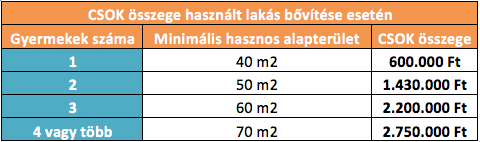 CSOK összege használt lakás bővítése esetén
Gyermekek száma Minimális hasznos alapterület CSOK összege
1 40 m2 600.000 Ft
2 50 m2 1.430.000 Ft
3 60 m2 2.200.000 Ft
4 vagy több 70 m2 2.750.000 Ft